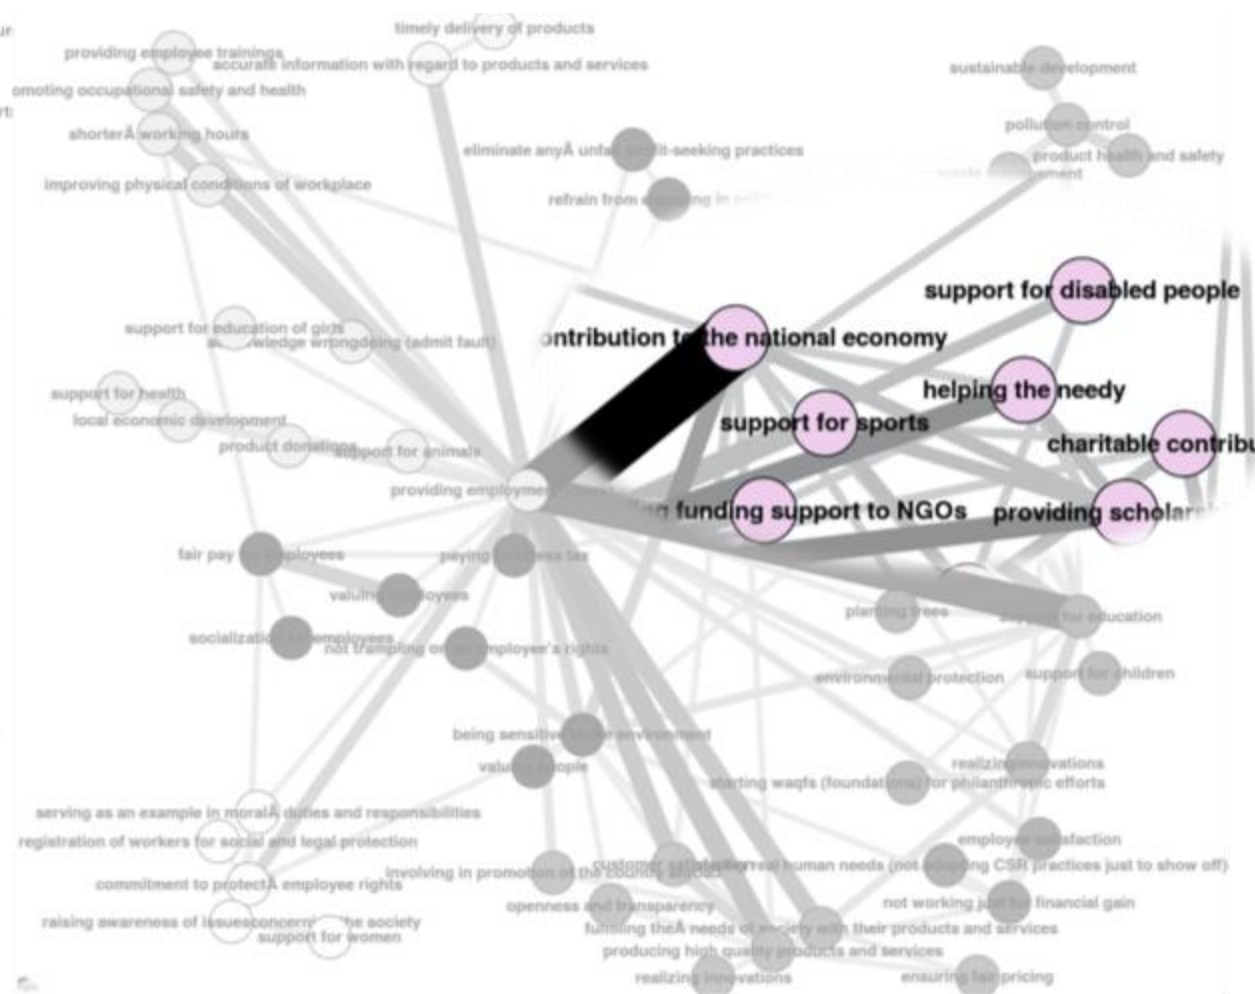 timely delivery of products
providing employee trainings
accurate information with regard to products and services
sustainable development
omoting occupational safety and health
pollution control
shorterÂ working hours
eliminate anyÂ unfa it-seeking practices
product health and safety
improving physical conditions of workplace
refrain from
support for disabled people
support for education of girls
wrongdoing (admit fault)
ontribution to the national economy
support for health
helping the needy
local economic development
support for sports
product donations
support for animals
charitable contribu
providing employme
funding support to NGOs
providing scholar
fair pay employees
paying tax
valuing employees
planting trees
support for education
socialization employees
not trampling on employee's rights
environmental protection
support for children
being sensitive environment
valuing people
realizing innovations
starting waqfs (foundations) for philanthropic efforts
serving as an example in moralÂ duties and responsibilities
registration of workers for social and legal protection
employee satisfaction
customer satisfaction real human needs (not adopting CSR practices just to show off)
involving in promotion of the country abroad
commitment to protectÂ employee rights
openness and transparency
not working just for financial gain
raising awareness of issuesconcerning the society
fulfilling theÂ needs of society with their products and services
support for women
producing high quality products and services
realizing innovations
ensuring fair pricing